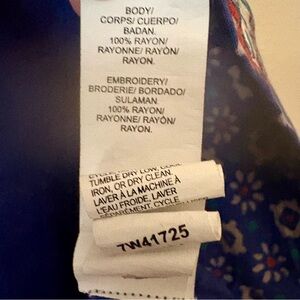 BODY/
CORPS/ CUERPO/
BADAN.
100% RAYON/
RAYONNE/ RAYÓN/
RAYON.
EMBROIDERY/
BRODERIE/ BORDADO/
SULAMAN.
100% RAYON/
RAYONNE/ RAYÓN/
RAYON.
TUMBLE DRY LOW, COOL
IRON, OR DRY CLEAN.
LAVER À LA MACHINE À
L'EAU FROIDE, LAVER
SÉPARÉMENT, CYCLE
7W41725